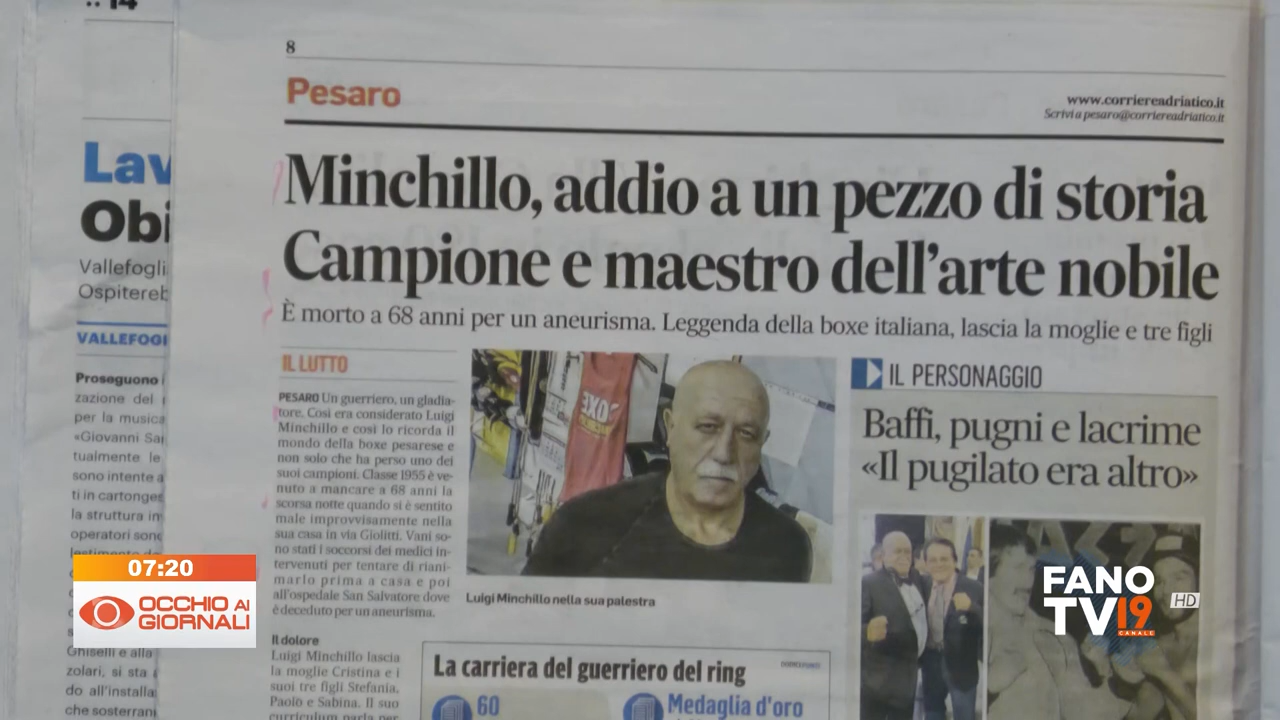 14
8
Pesaro
www.corriereadriatico.it
Scrivi a pesaro@corriereadriatico.it
Minchillo, addio a un pezzo di storia
Campione e maestro dell'arte nobile
È morto a 68 anni per un aneurisma. Leggenda della boxe italiana, lascia la moglie e tre figli
IL LUTTO
PESARO Un guerriero, un gladia-
tore. Così era considerato Luigi
Minchillo e così lo ricorda il
mondo della boxe pesarese e
non solo che ha perso uno dei
suoi campioni. Classe 1955 è ve-
nuto a mancare a 68 anni la
scorsa notte quando si è sentito
male improvvisamente nella
sua casa in via Giolitti. Vani so-
no stati i soccorsi dei medici in-
tervenuti per tentare di riani-
marlo prima a casa e poi
all'ospedale San Salvatore dove
è deceduto per un aneurisma.
Il dolore
Luigi Minchillo lascia
la moglie Cristina e i
suoi tre figli Stefania,
Paolo e Sabina. Il suo
curriculum parla per
BOXE
Luigi Minchillo nella sua palestra
La carriera del guerriero del ring
60
Medaglia d'oro
IL PERSONAGGIO
Baffi, pugni e lacrime
«Il pugilato era altro»
Lav
Obi
Vallefogli
Ospitereb
VALLEFOGI
Proseguono
zazione del
per la musica
«Giovanni Sa
tualmente le
sono intente a
ti in cartonges
la struttura in
operatori sono
Ghiselli e alla
zolari, si sta
do all'installa
che sosterran
07:20
OCCHIO AI
GIORNALI
FANO
TV19
CANALE
HD